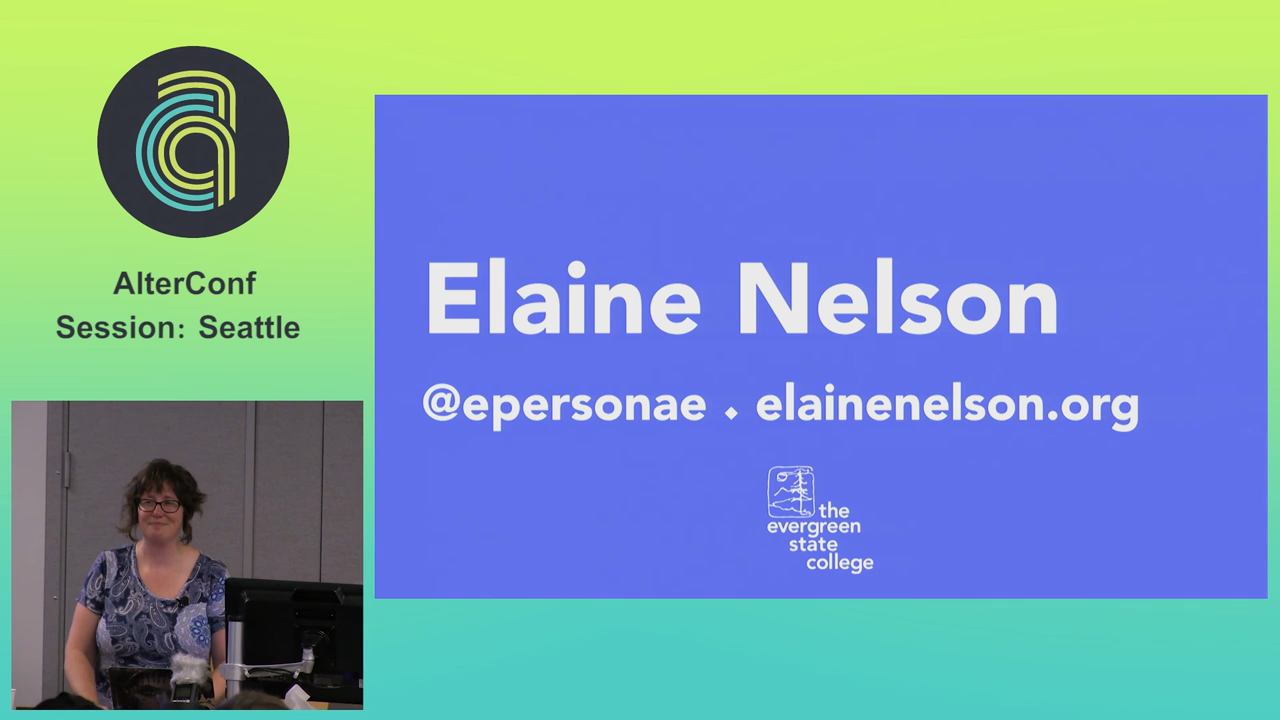 AlterConf
Session: Seattle
Elaine Nelson
@epersonae ⬥ elainenelson.org
the
evergreen
state
college